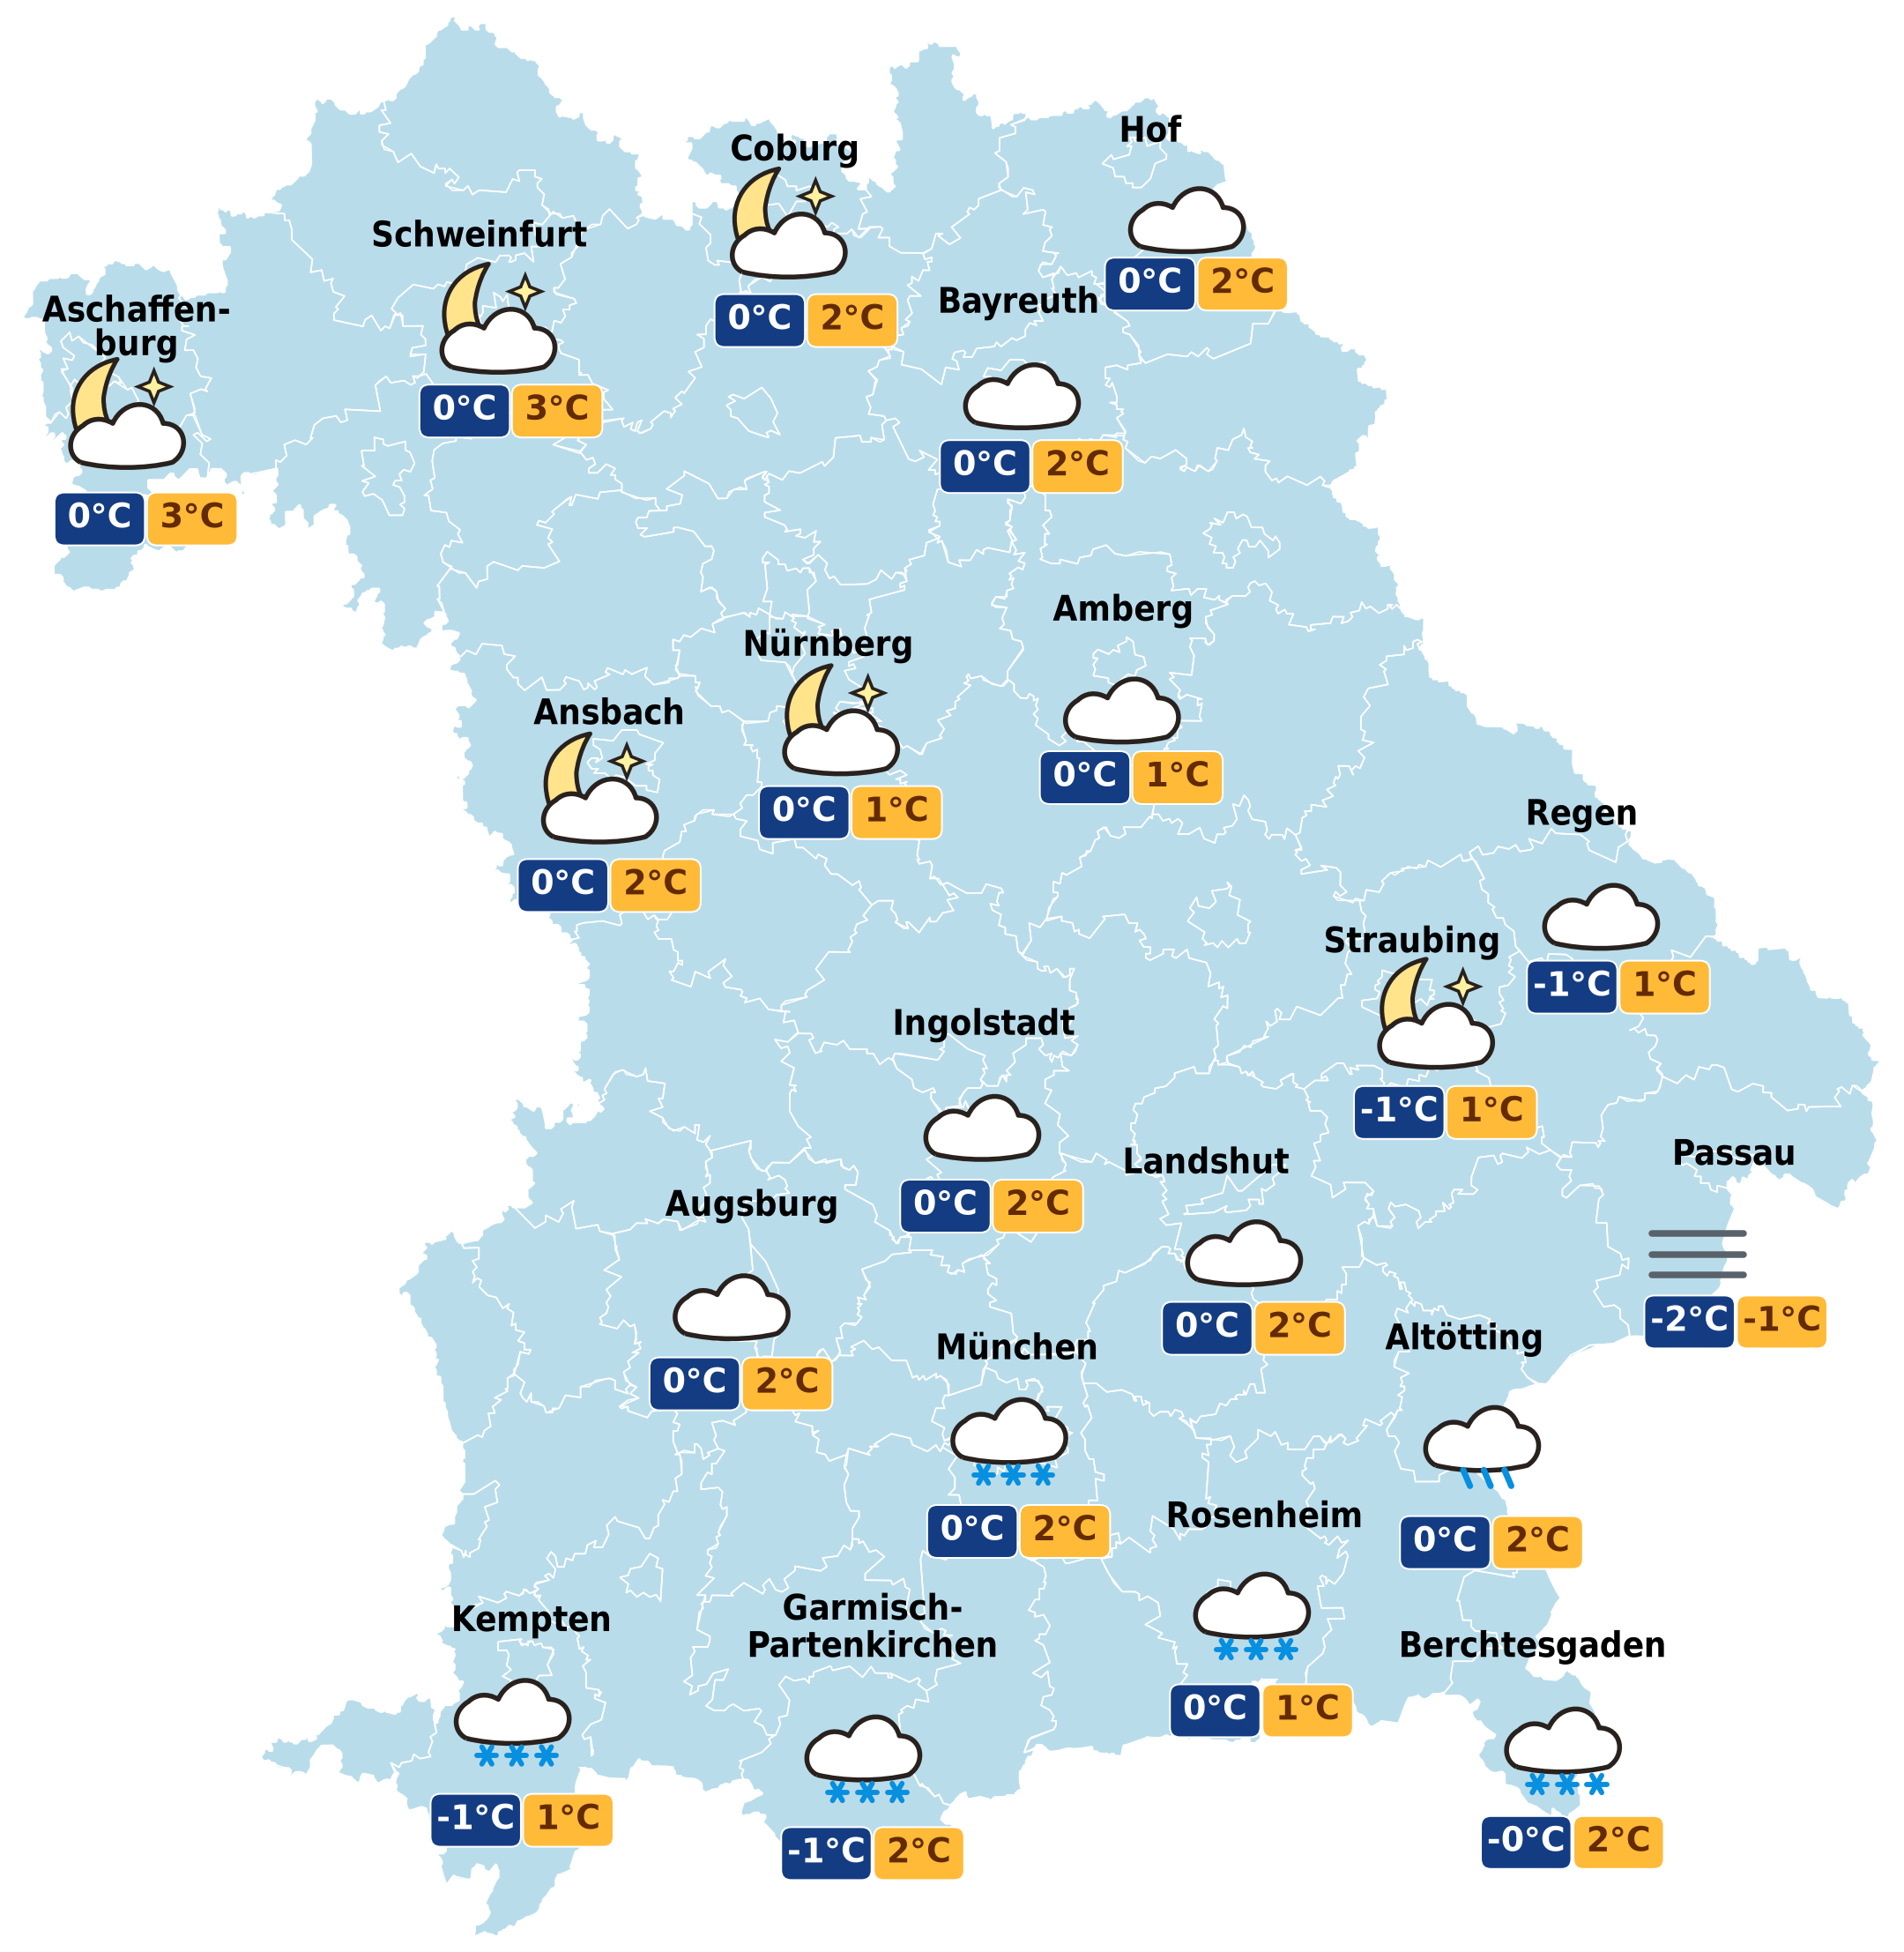 Hof
0°C 2°C
Coburg
0°C 2°C
Schweinfurt
0°C 3°C
Bayreuth
0°C 2°C
Aschaffen-
burg
0°C 3°C
Amberg
0°C 1°C
Nürnberg
0°C 1°C
Ansbach
0°C 2°C
Regen
-1°C 1°C
Straubing
-1°C 1°C
Ingolstadt
0°C 2°C
Passau
-2°C -1°C
Landshut
0°C 2°C
Augsburg
0°C 2°C
Altötting
0°C 2°C
München
0°C 2°C
Rosenheim
0°C 1°C
Kempten
-1°C 1°C
Garmisch-
Partenkirchen
-1°C 2°C
Berchtesgaden
-0°C 2°C